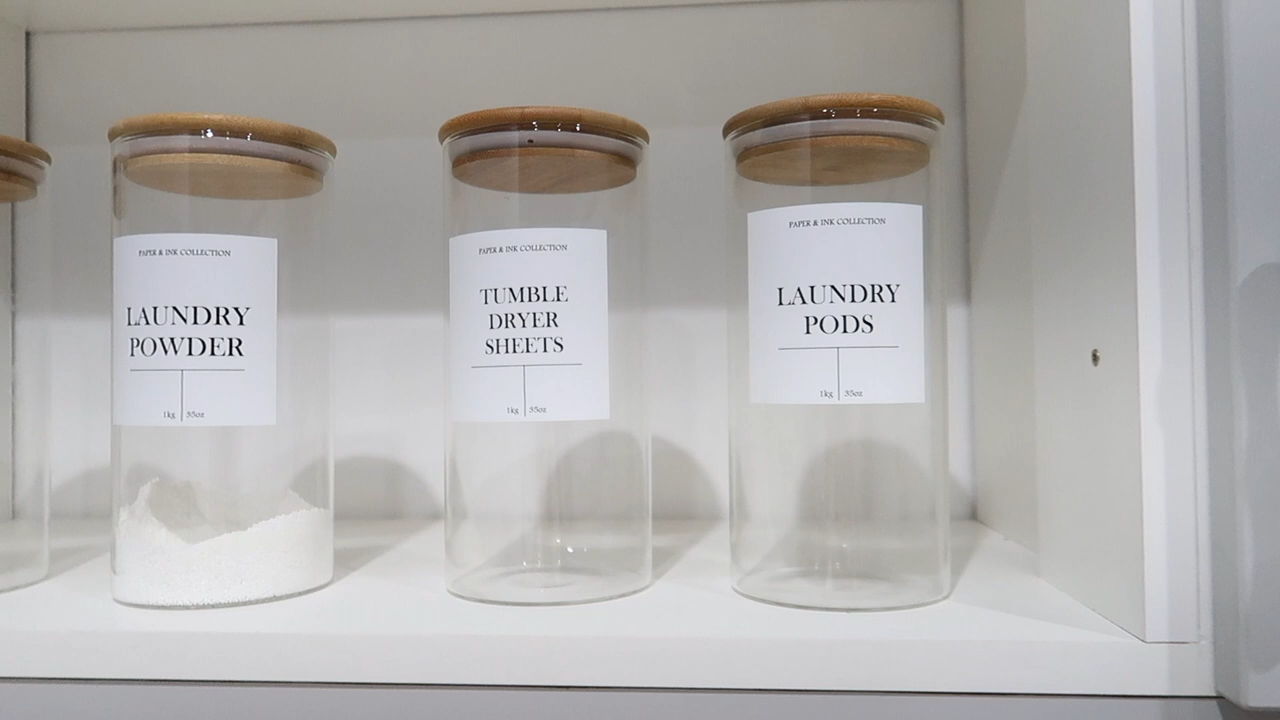 PAPER & INK COLLECTION
LAUNDRY
POWDER
1kg 35oz
PAPER & INK COLLECTION
TUMBLE
DRYER
SHEETS
1kg 35oz
PAPER & INK COLLECTION
LAUNDRY
PODS
1kg 35oz